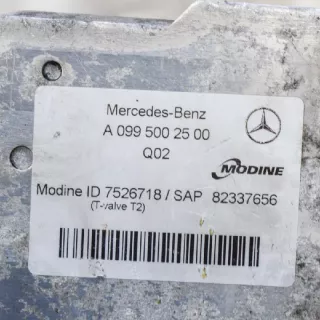 Mercedes-Benz
A 099 500 25 00
Q02
MODINE
Modine ID 7526718 / SAP 82337656
(T-valve T2)